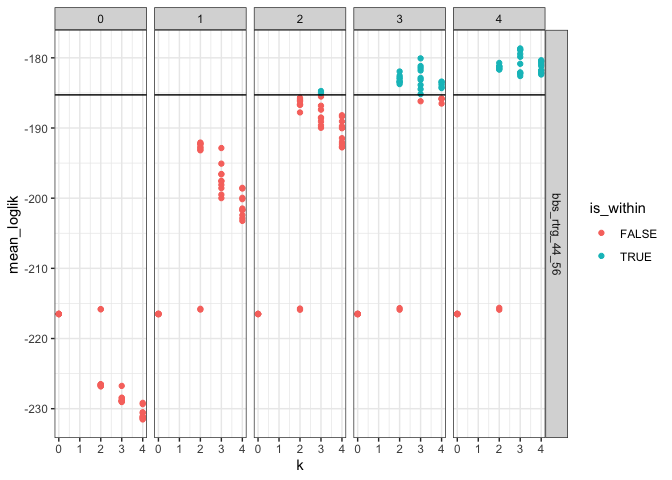 0 1 2 3 4
-180
-190
-200
-210
-220
-230
mean_loglik
bbs_rtrg_44_56
is_within
FALSE
TRUE
0 1 2 3 4 0 1 2 3 4 0 1 2 3 4 0 1 2 3 4 0 1 2 3 4
k